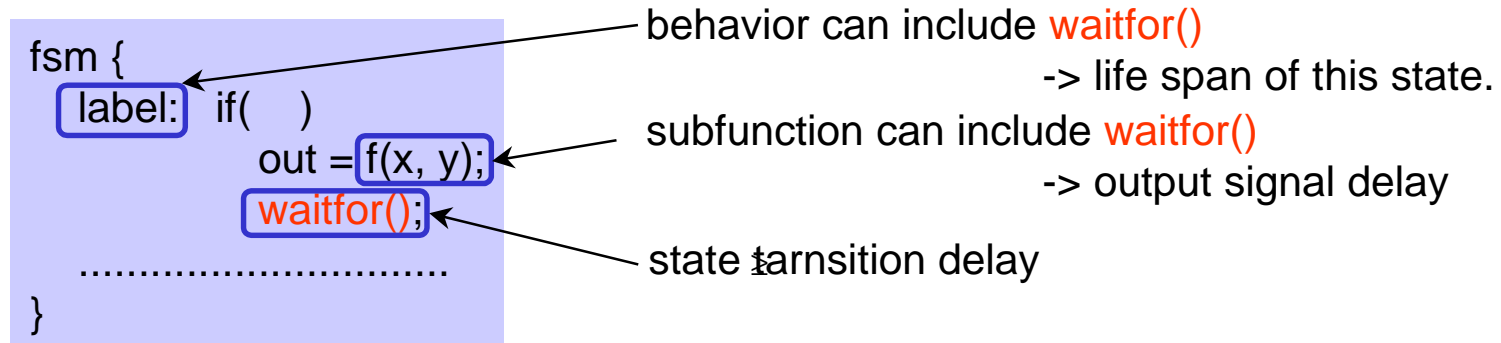 fsm {
label: if( )
out = f(x, y);
waitfor();
...............................
}
behavior can include waitfor()
-> life span of this state.
subfunction can include waitfor()
-> output signal delay
state tarnsition delay